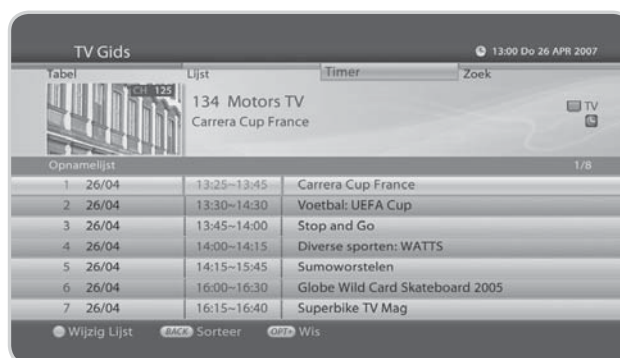 TV Gids 13:00 Do 26 APR 2007
Tabel Lijst Timer Zoek
CH 125
134 Motors TV
TV
Carrera Cup France
Opnamelijst 1/8
1 26/04 13:25~13:45 Carrera Cup France
2 26/04 13:30~14:30 Voetbal: UEFA Cup
3 26/04 13:45~14:00 Stop and Go
4 26/04 14:00~14:15 Diverse sporten: WATTS
5 26/04 14:15~15:45 Sumoworstelen
6 26/04 16:00~16:30 Globe Wild Card Skateboard 2005
7 26/04 16:15~16:40 Superbike TV Mag
Wijzig Lijst BACK Sorteer OPT+ Wis